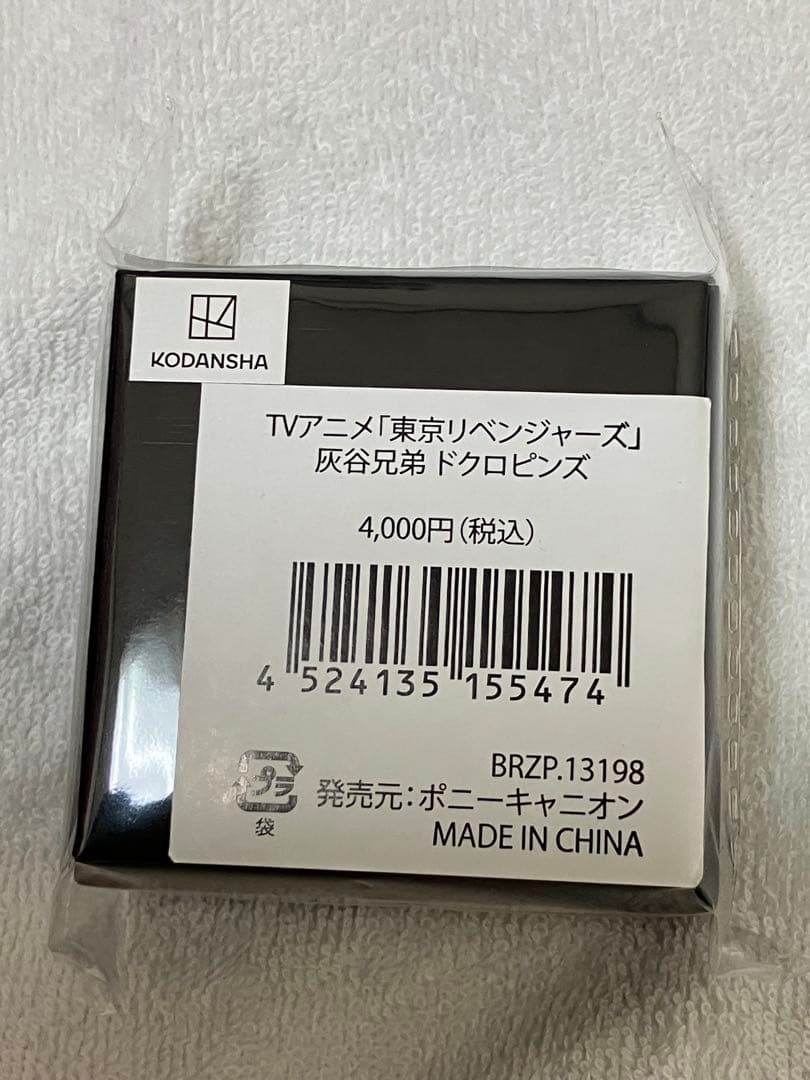 KODANSHA
TVアニメ「東京リベンジャーズ」
灰谷兄弟 ドクロピンズ
4,000円(税込)
4 524135 155474
BRZP.13198
プラ
袋
発売元:ポニーキャニオン
MADE IN CHINA